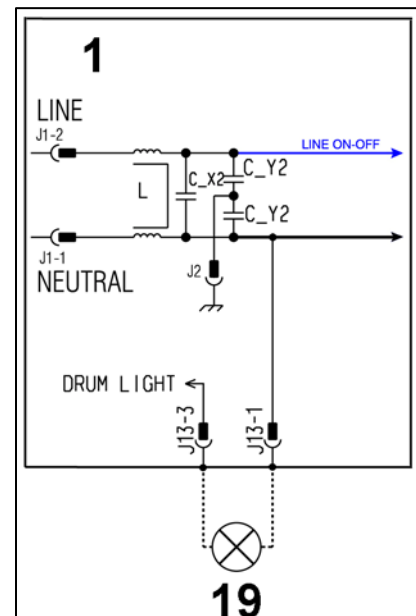 1
LINE
J1-2
LINE ON-OFF
C_Y2
C_X2
L
C_Y2
J1-1
J2
NEUTRAL
DRUM LIGHT
J13-3
J13-1
19